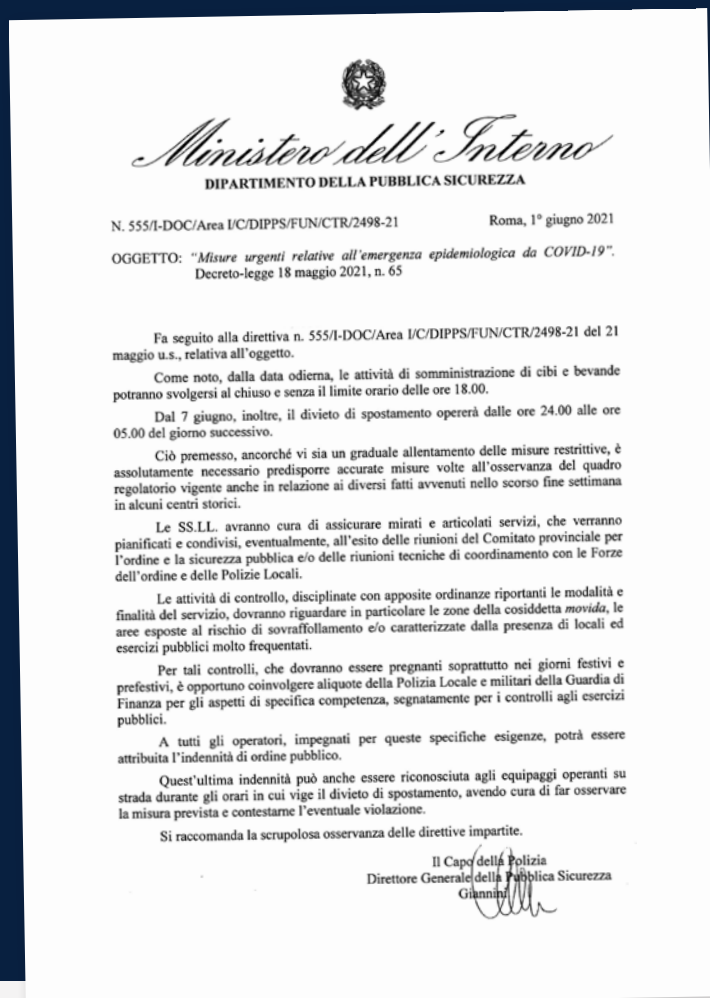 Ministero dell'Interno
DIPARTIMENTO DELLA PUBBLICA SICUREZZA
N. 555/I-DOC/Area I/C/DIPPS/FUN/CTR/2498-21 Roma, 1° giugno 2021
OGGETTO: "Misure urgenti relative all'emergenza epidemiologica da COVID-19".
Decreto-legge 18 maggio 2021, n. 65
Fa seguito alla direttiva n. 555/I-DOC/Area I/C/DIPPS/FUN/CTR/2498-21 del 21
maggio u.s., relativa all'oggetto.
Come noto, dalla data odierna, le attività di somministrazione di cibi e bevande
potranno svolgersi al chiuso e senza il limite orario delle ore 18.00.
Dal 7 giugno, inoltre, il divieto di spostamento opererà dalle ore 24.00 alle ore
05.00 del giorno successivo.
Ciò premesso, ancorché vi sia un graduale allentamento delle misure restrittive, è
assolutamente necessario predisporre accurate misure volte all'osservanza del quadro
regolatorio vigente anche in relazione ai diversi fatti avvenuti nello scorso fine settimana
in alcuni centri storici.
Le SS.LL. avranno cura di assicurare mirati e articolati servizi, che verranno
pianificati e condivisi, eventualmente, all'esito delle riunioni del Comitato provinciale per
l'ordine e la sicurezza pubblica e/o delle riunioni tecniche di coordinamento con le Forze
dell'ordine e delle Polizie Locali.
Le attività di controllo, disciplinate con apposite ordinanze riportanti le modalità e
finalità del servizio, dovranno riguardare in particolare le zone della cosiddetta movida, le
aree esposte al rischio di sovraffollamento e/o caratterizzate dalla presenza di locali ed
esercizi pubblici molto frequentati.
Per tali controlli, che dovranno essere pregnanti soprattutto nei giorni festivi e
prefestivi, è opportuno coinvolgere aliquote della Polizia Locale e militari della Guardia di
Finanza per gli aspetti di specifica competenza, segnatamente per i controlli agli esercizi
pubblici.
A tutti gli operatori, impegnati per queste specifiche esigenze, potrà essere
attribuita l'indennità di ordine pubblico.
Quest'ultima indennità può anche essere riconosciuta agli equipaggi operanti su
strada durante gli orari in cui vige il divieto di spostamento, avendo cura di far osservare
la misura prevista e contestarne l'eventuale violazione.
Si raccomanda la scrupolosa osservanza delle direttive impartite.
Il Capo della Polizia
Direttore Generale della Pubblica Sicurezza
Giannini